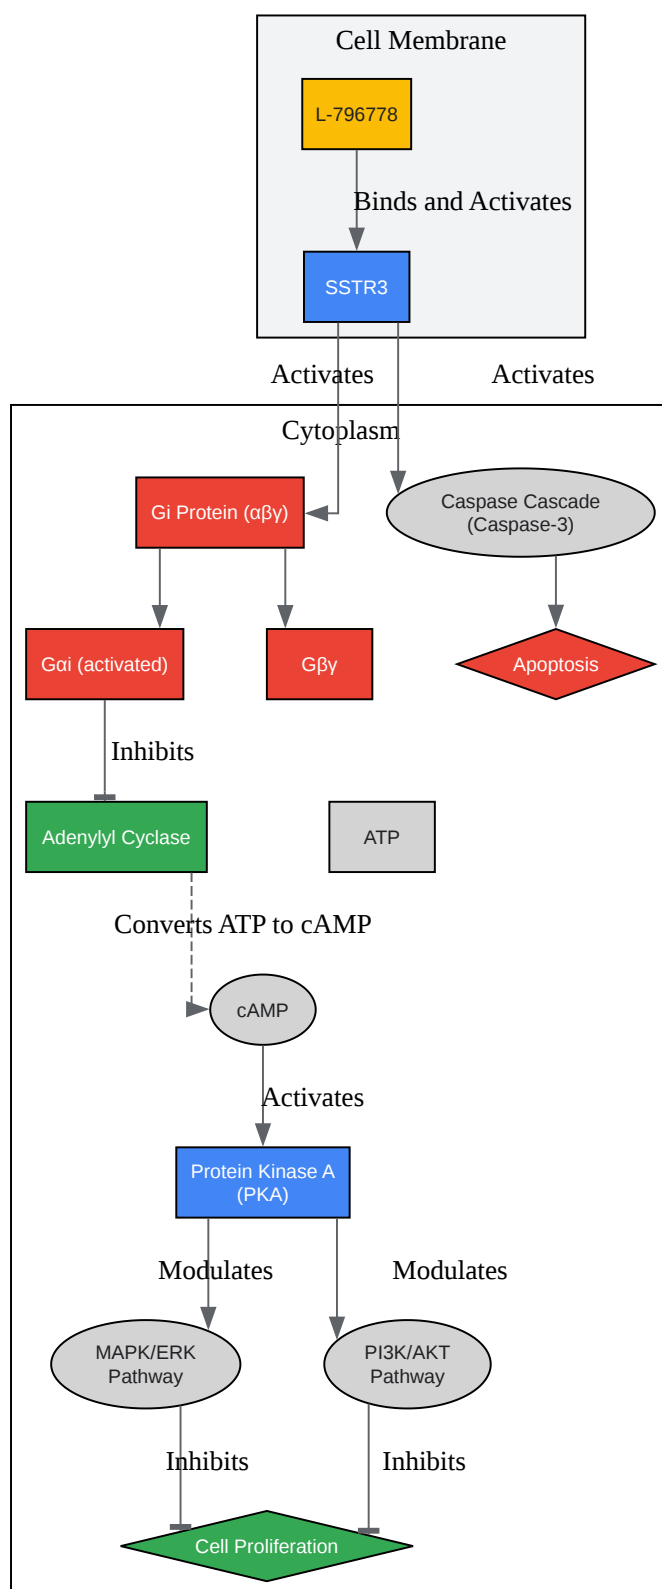 Cell Membrane
L-796778
Binds and Activates
SSTR3
Activates
Activates
Cytoplasm
Gi Protein (αβγ)
Caspase Cascade
(Caspase-3)
Gαi (activated)
Gβγ
Apoptosis
Inhibits
Adenylyl Cyclase
ATP
Converts ATP to cAMP
cAMP
Activates
Protein Kinase A
(PKA)
Modulates
Modulates
MAPK/ERK
Pathway
PI3K/AKT
Pathway
Inhibits
Inhibits
Cell Proliferation